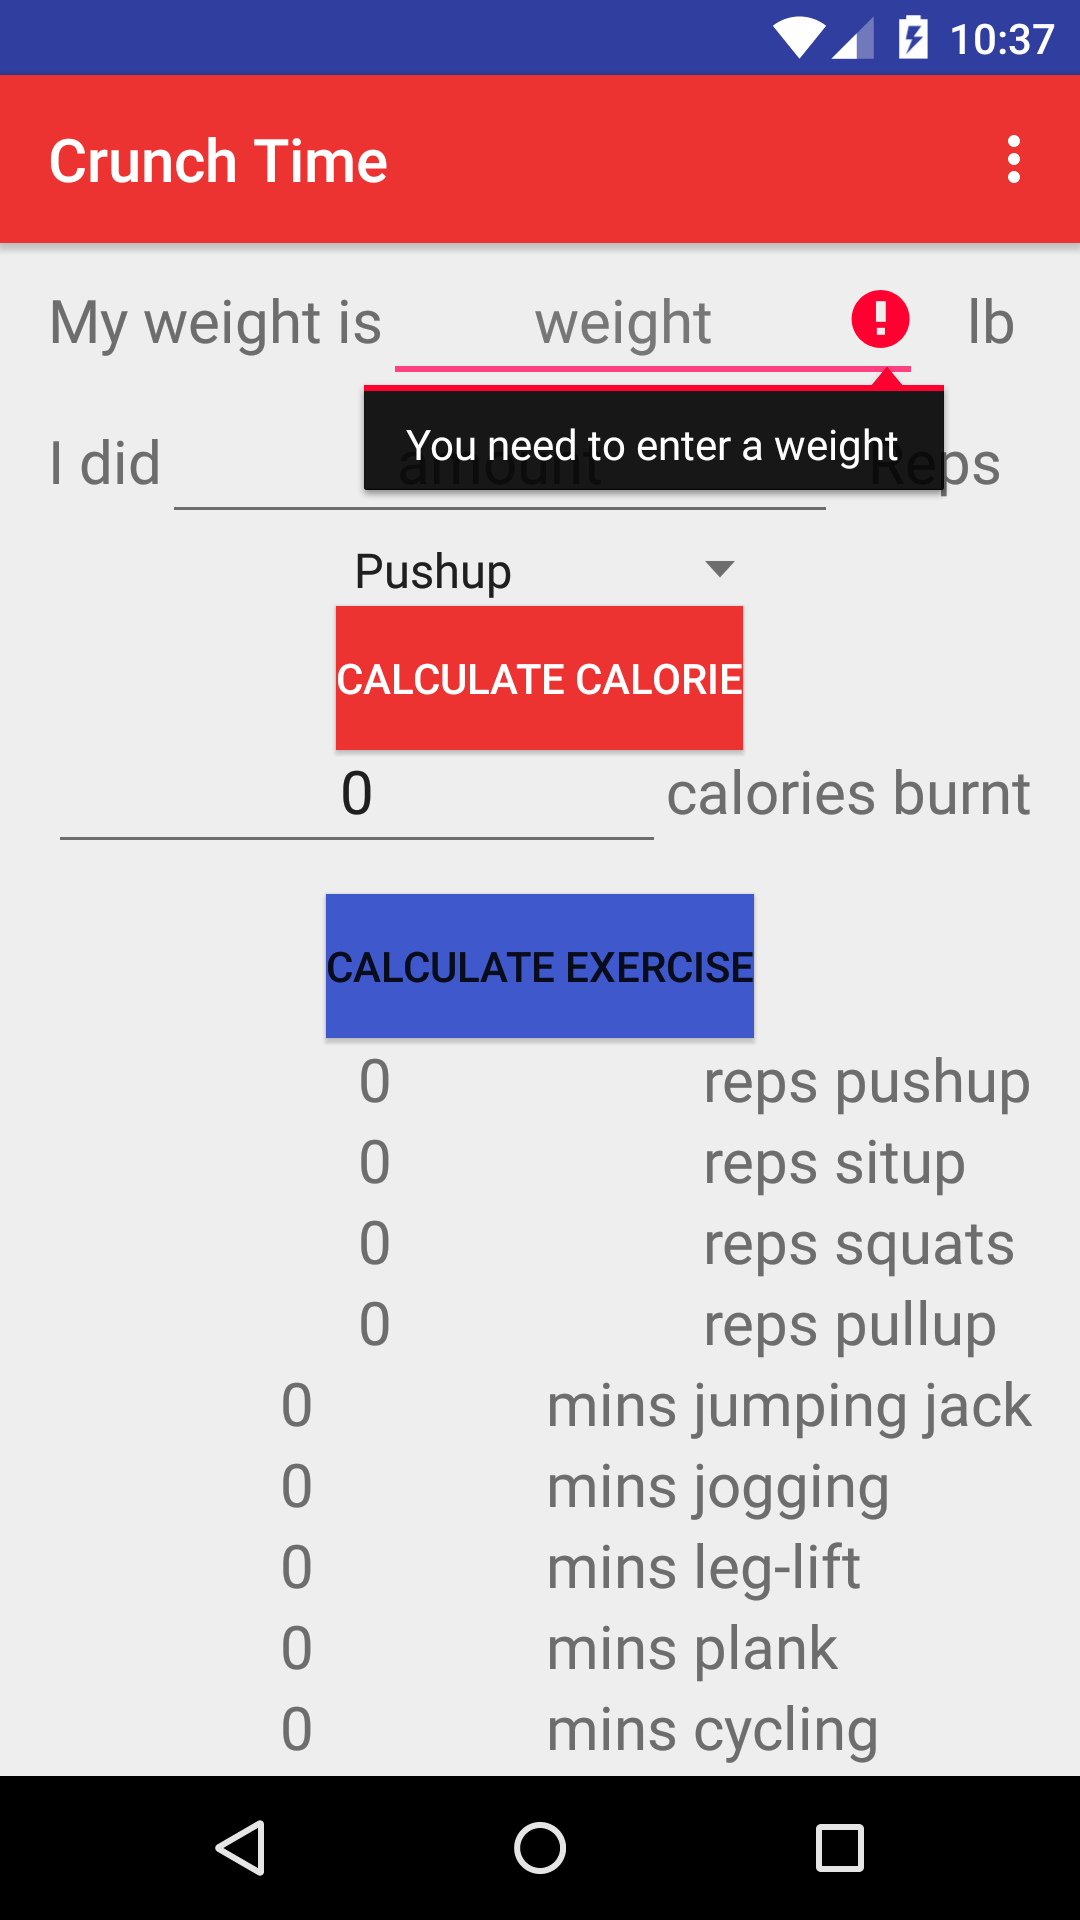 10:37
Crunch Time
My weight is weight lb
You need to enter a weight
I did amount Reps
Pushup
CALCULATE CALORIE
0 calories burnt
CALCULATE EXERCISE
0 reps pushup
0 reps situp
0 reps squats
0 reps pullup
0 mins jumping jack
0 mins jogging
0 mins leg-lift
0 mins plank
0 mins cycling